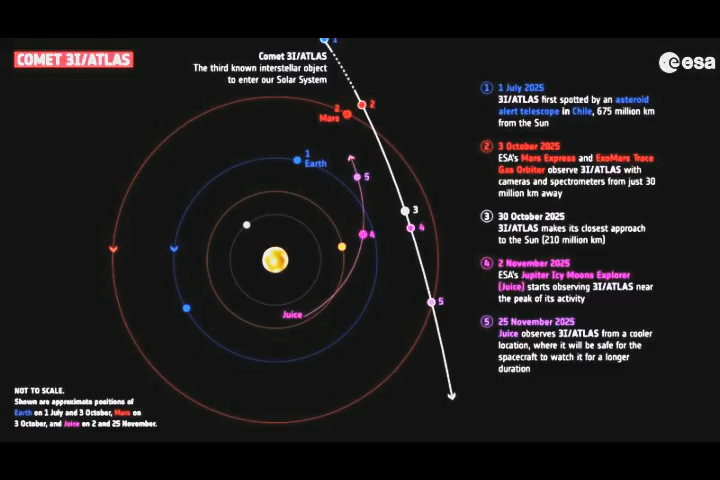 COMET 3I/ATLAS
1
Comet 3I/ATLAS
The third known interstellar object
to enter our Solar System
esa
2
Mars
2
1
Earth
5
3
4
4
5
Juice
1 1 July 2025
3I/ATLAS first spotted by an asteroid
alert telescope in Chile, 675 million km
from the Sun
2 3 October 2025
ESA's Mars Express and ExoMars Trace
Gas Orbiter observe 3I/ATLAS with
cameras and spectrometers from just 30
million km away
3 30 October 2025
3I/ATLAS makes its closest approach
to the Sun (210 million km)
4 2 November 2025
ESA's Jupiter Icy Moons Explorer
(Juice) starts observing 3I/ATLAS near
the peak of its activity
5 25 November 2025
Juice observes 3I/ATLAS from a cooler
location, where it will be safe for the
spacecraft to watch it for a longer
duration
NOT TO SCALE.
Shown are approximate positions of
Earth on 1 July and 3 October, Mars on
3 October, and Juice on 2 and 25 November.